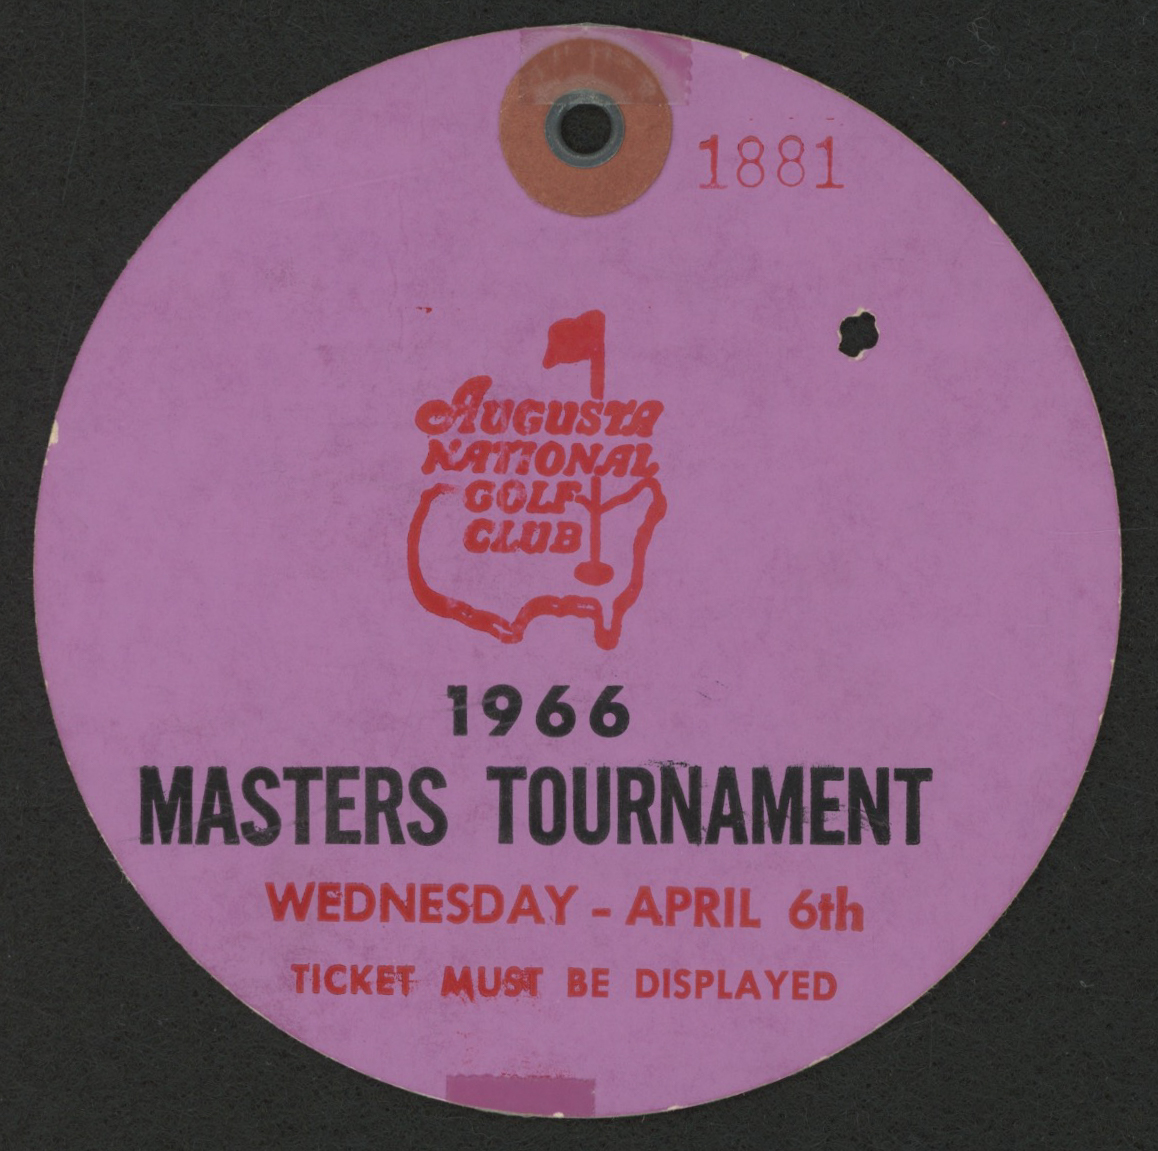 1881
AUGUSTA
NATIONAL
GOLF
CLUB
1966
MASTERS TOURNAMENT
WEDNESDAY - APRIL 6th
TICKET MUST BE DISPLAYED